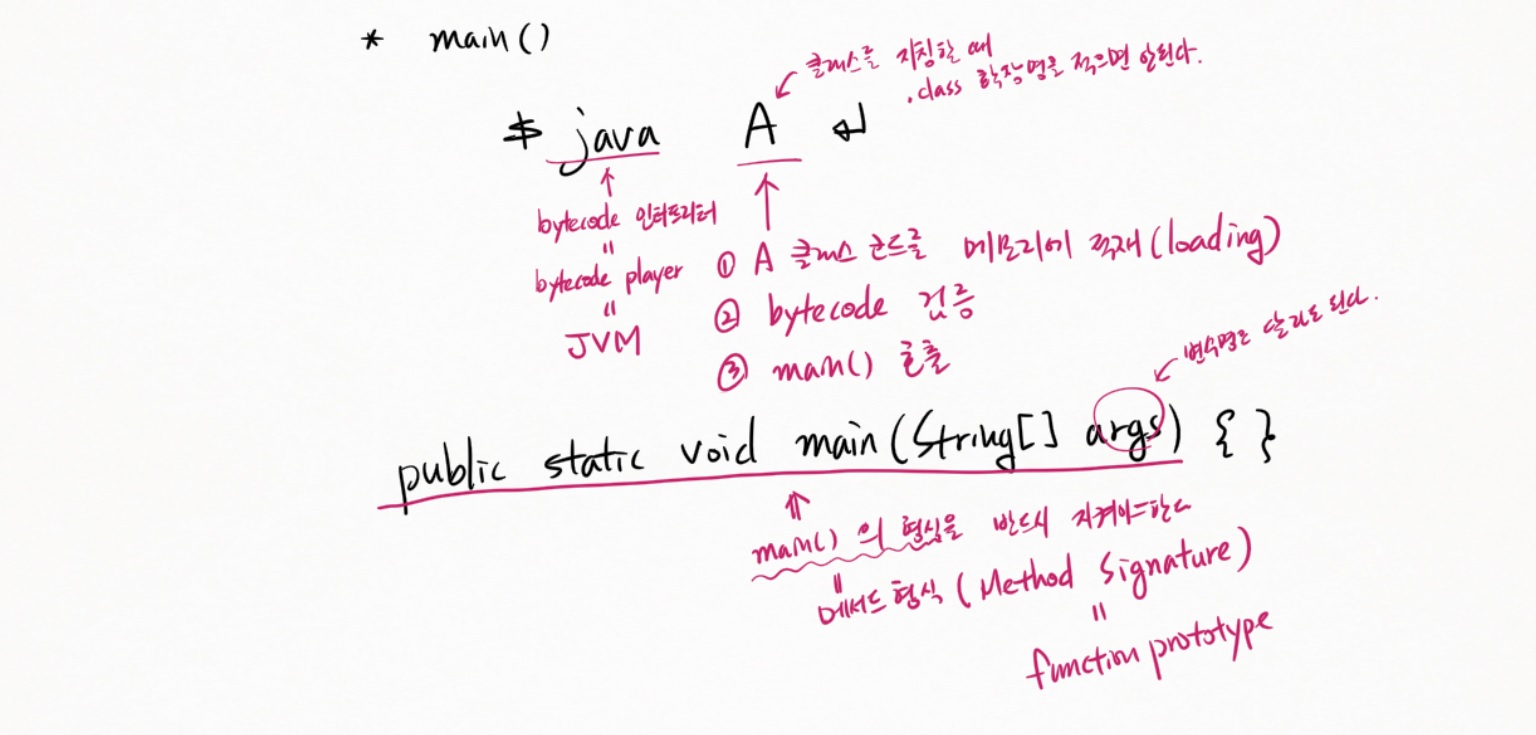 * main()
클래스를 지칭할 때
.class 확장명을 적으면 안된다.
$ java A ↵
↑ ↑
bytecode 인터프리터
=
bytecode player
=
JVM
① A 클래스 코드를 메모리에 적재(loading)
② bytecode 검증
③ main() 호출
변수명은 달라도 된다.
public static void main(String[] args) { }
main()의 형식을 반드시 지켜야 한다
=
메서드 형식 (Method Signature)
=
function prototype